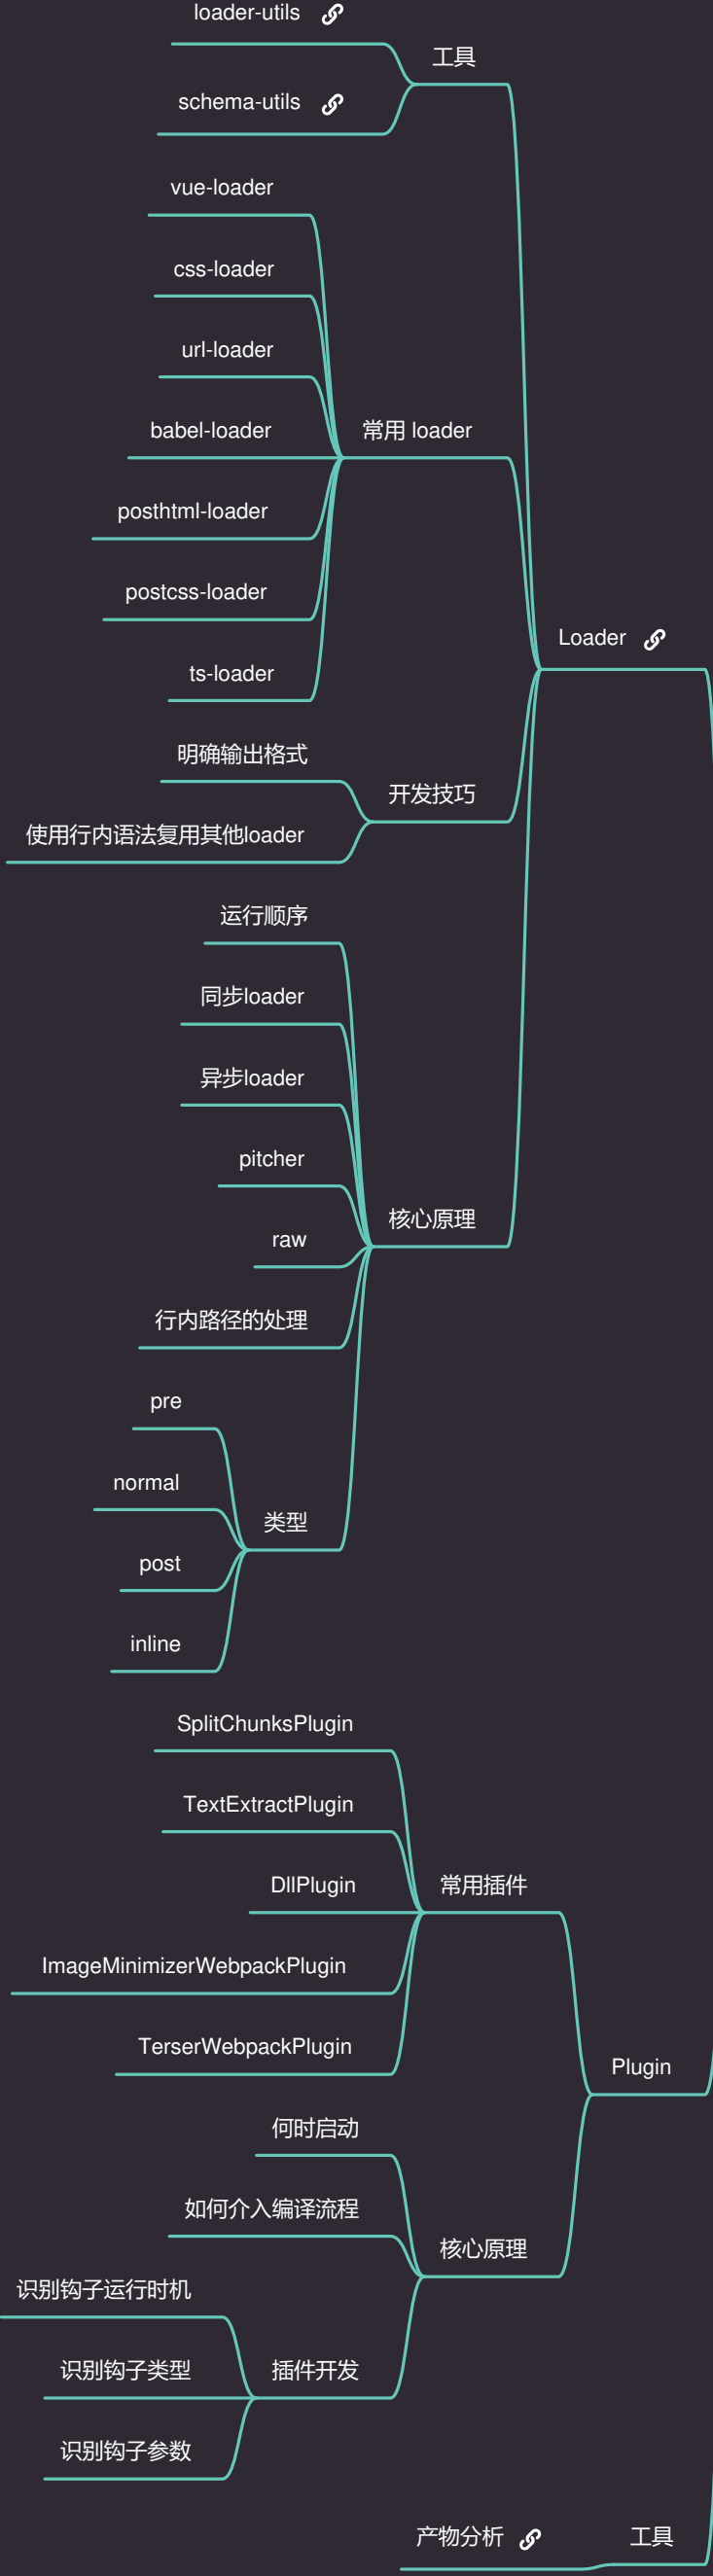 loader-utils
工具
schema-utils
vue-loader
css-loader
url-loader
babel-loader
常用 loader
posthtml-loader
postcss-loader
Loader
ts-loader
明确输出格式
开发技巧
使用行内语法复用其他loader
运行顺序
同步loader
异步loader
pitcher
核心原理
raw
行内路径的处理
pre
normal
类型
post
inline
SplitChunksPlugin
TextExtractPlugin
DllPlugin
常用插件
ImageMinimizerWebpackPlugin
TerserWebpackPlugin
Plugin
何时启动
如何介入编译流程
核心原理
识别钩子运行时机
识别钩子类型
插件开发
识别钩子参数
产物分析
工具